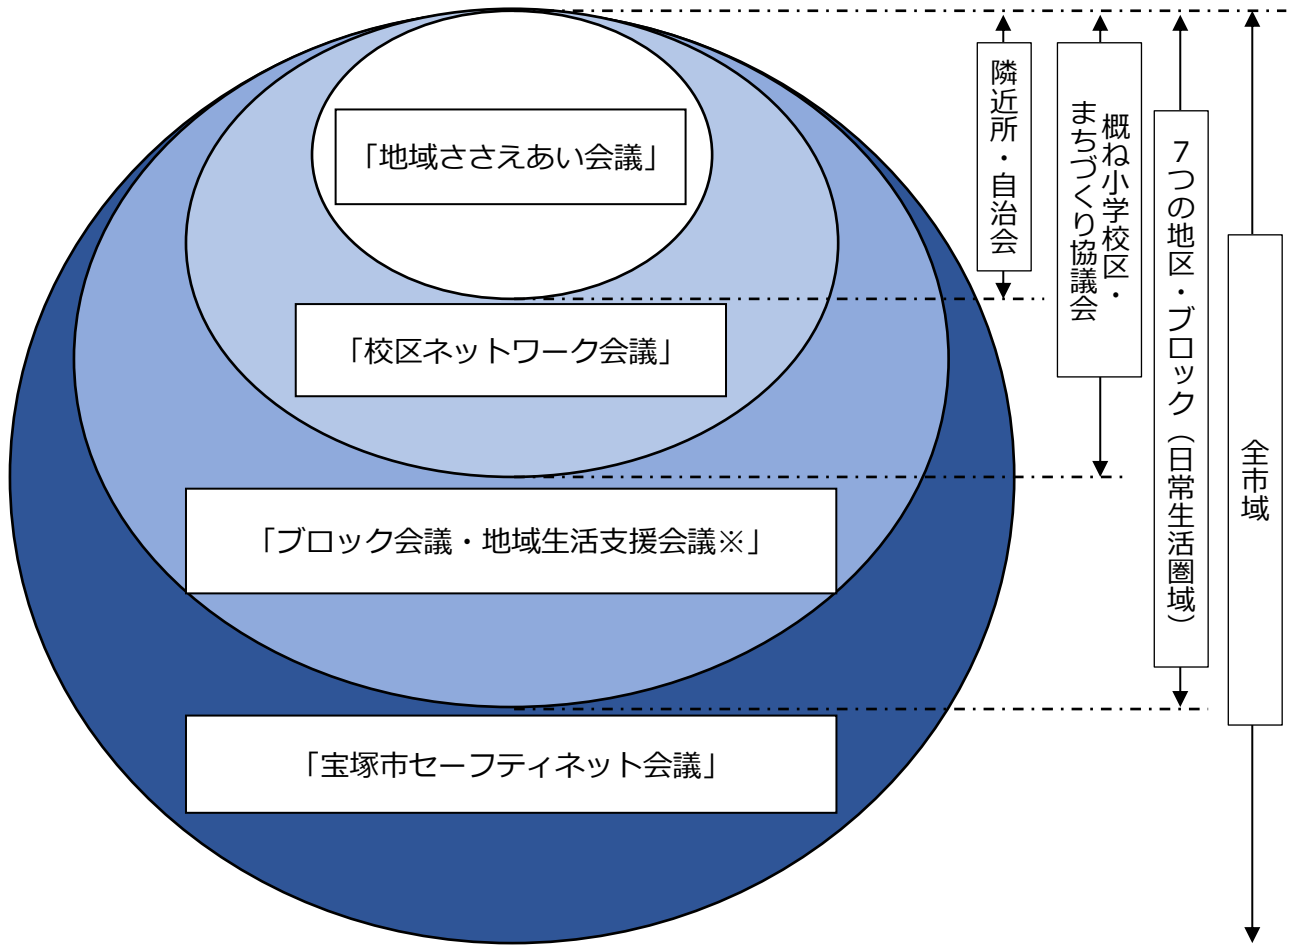 「地域ささえあい会議」
「校区ネットワーク会議」
「ブロック会議・地域生活支援会議※」
「宝塚市セーフティネット会議」
隣近所・自治会
概ね小学校区・
まちづくり協議会
7つの地区・ブロック（日常生活圏域）
全市域